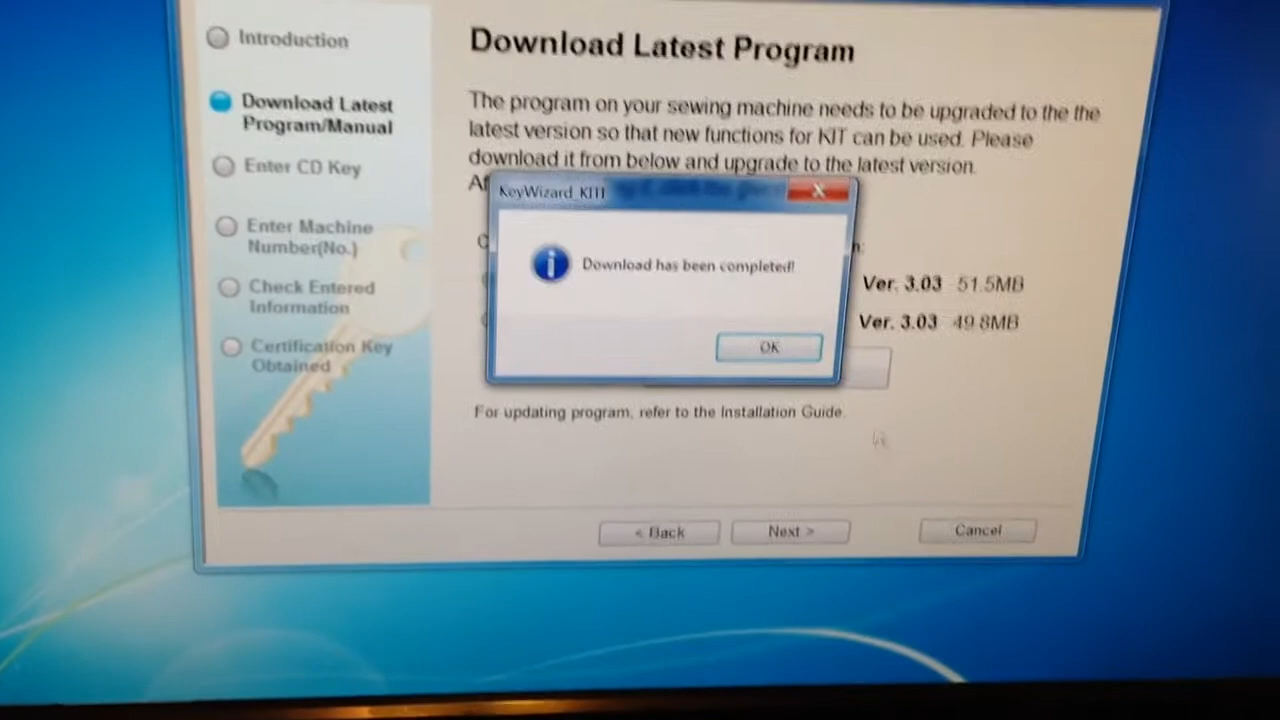 Introduction
Download Latest
Program/Manual
Enter CD Key
Enter Machine
Number(No.)
Check Entered
Information
Certification Key
Obtained
Download Latest Program
The program on your sewing machine needs to be upgraded to the the
latest version so that new functions for KIT can be used. Please
download it from below and upgrade to the latest version.
KeyWizard_KIT1
Download has been completed!
OK
Ver. 3.03 51.5MB
Ver. 3.03 49.8MB
For updating program, refer to the Installation Guide.
< Back
Next >
Cancel